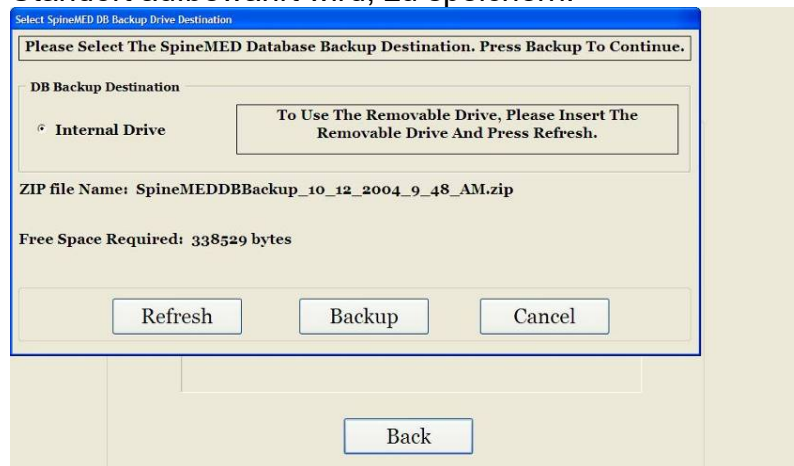 Standort aufbewahrt wird, zu speichern.
Select SpineMED DB Backup Drive Destination
Please Select The SpineMED Database Backup Destination. Press Backup To Continue.
DB Backup Destination
Internal Drive
To Use The Removable Drive, Please Insert The
Removable Drive And Press Refresh.
ZIP file Name: SpineMEDDBBackup_10_12_2004_9_48_AM.zip
Free Space Required: 338529 bytes
Refresh Backup Cancel
Back